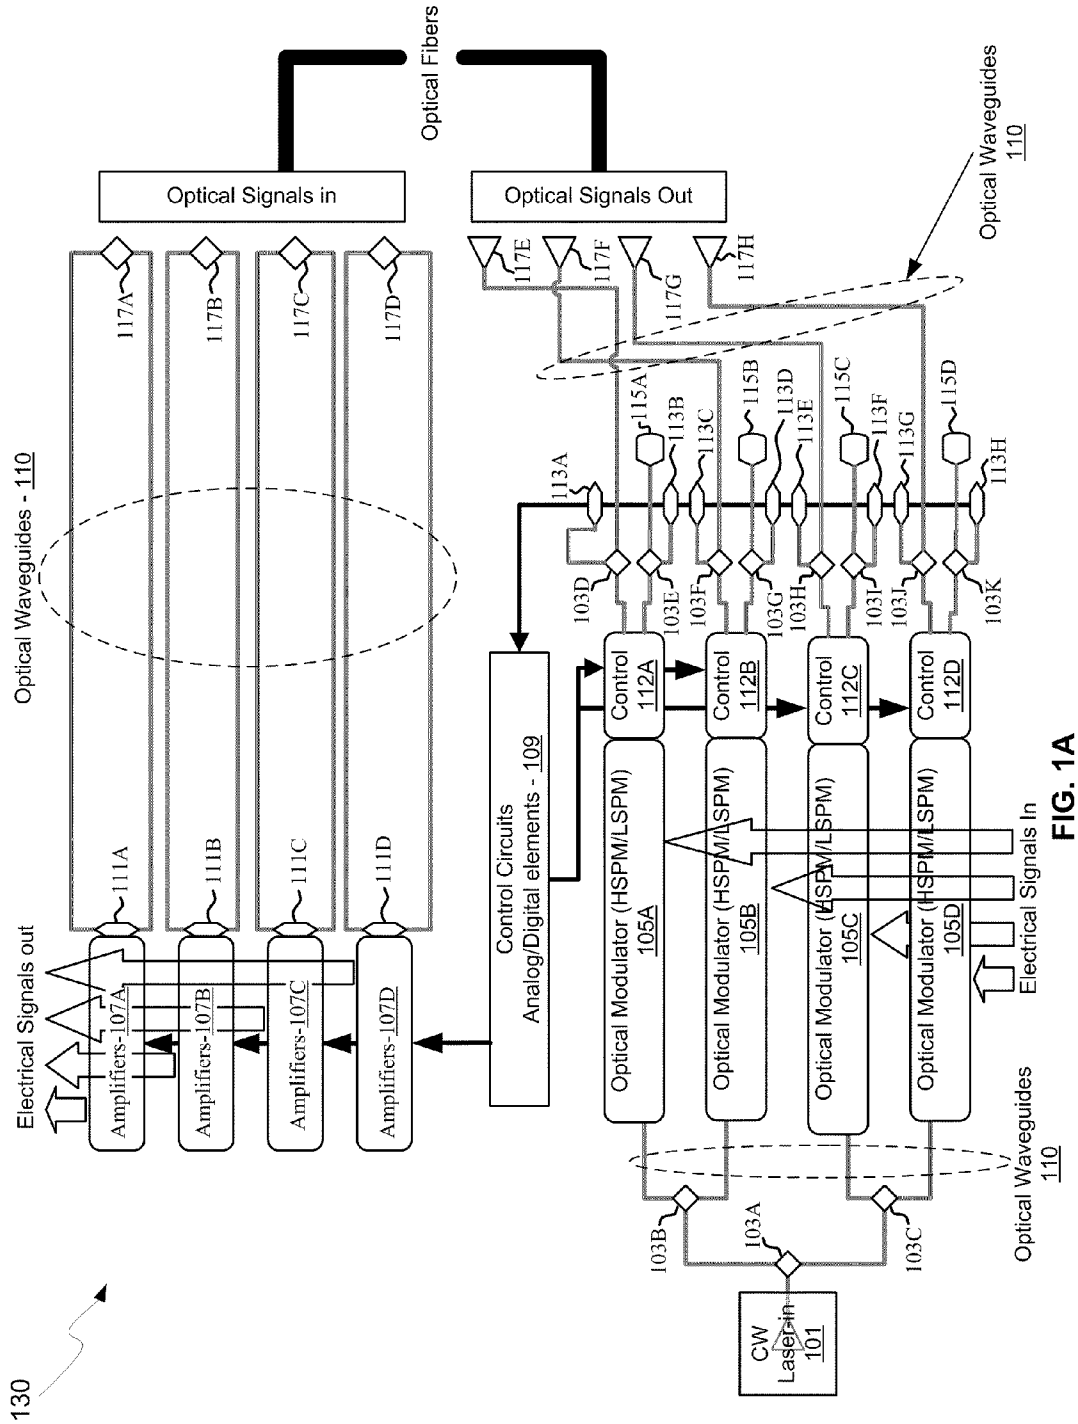 130
Electrical Signals out
Optical Waveguides - 110
Amplifiers-107A
Amplifiers-107B
Amplifiers-107C
Amplifiers-107D
111A
111B
111C
111D
117A
117B
117C
117D
Optical Signals in
Optical Fibers
Optical Signals Out
117E
117F
117G
117H
Optical Waveguides
110
Control Circuits
Analog/Digital elements - 109
113A
115A
113B
113C
115B
113D
113E
115C
113F
113G
115D
113H
103D
103E
103F
103G
103H
103I
103J
103K
Control
112A
Control
112B
Control
112C
Control
112D
Optical Modulator (HSPM/LSPM)
105A
Optical Modulator (HSPM/LSPM)
105B
Optical Modulator (HSPM/LSPM)
105C
Optical Modulator (HSPM/LSPM)
105D
Electrical Signals In
Optical Waveguides
110
103B
103A
103C
CW
Laser-in
101
FIG. 1A